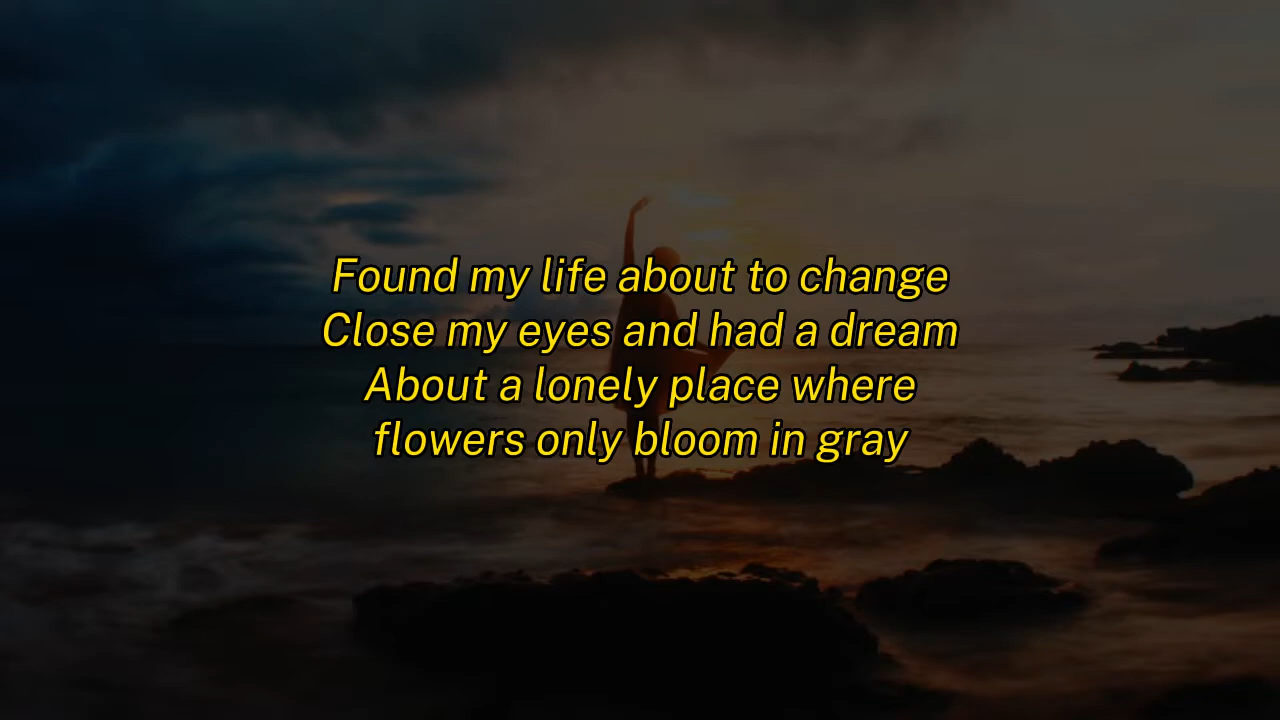 Found my life about to change
Close my eyes and had a dream
About a lonely place where
flowers only bloom in gray